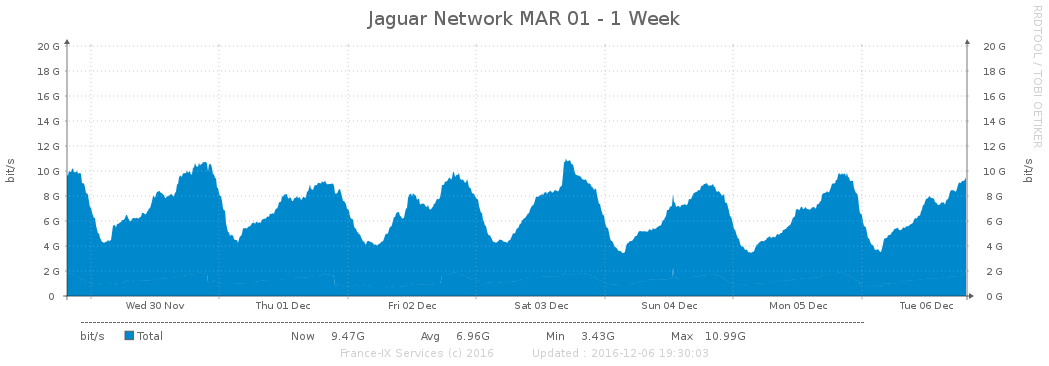 Jaguar Network MAR 01 - 1 Week
RRDTOOL / TOBI OETIKER
bit/s
20 G 20 G
18 G 18 G
16 G 16 G
14 G 14 G
12 G 12 G
10 G 10 G
8 G 8 G
6 G 6 G
4 G 4 G
2 G 2 G
0 0 G
bit/s
Wed 30 Nov Thu 01 Dec Fri 02 Dec Sat 03 Dec Sun 04 Dec Mon 05 Dec Tue 06 Dec
bit/s Total Now 9.47G Avg 6.96G Min 3.43G Max 10.99G
France-IX Services (c) 2016 Updated : 2016-12-06 19:30:03